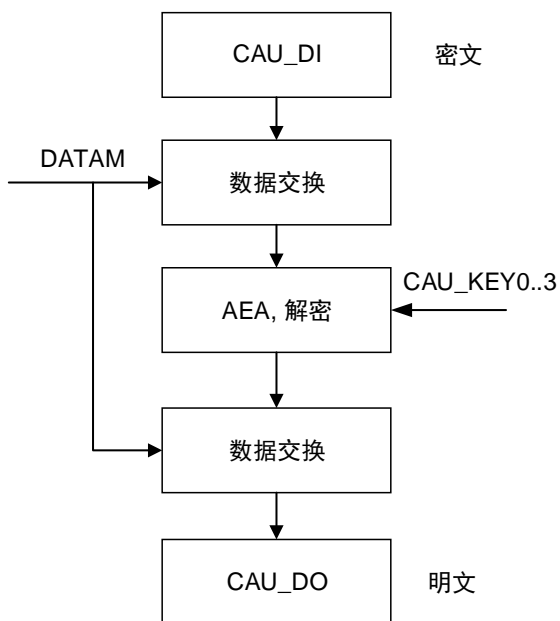 CAU_DI
密文
DATAM
数据交换
CAU_KEY0..3
AEA, 解密
数据交换
CAU_DO
明文